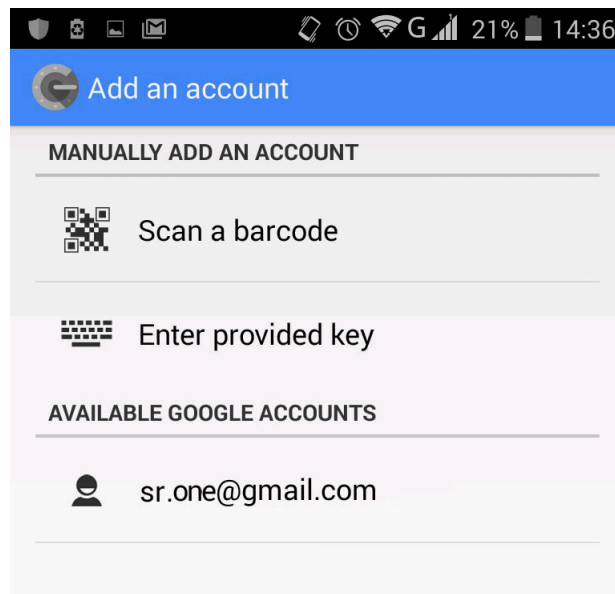 G 21% 14:36
Add an account
MANUALLY ADD AN ACCOUNT
Scan a barcode
Enter provided key
AVAILABLE GOOGLE ACCOUNTS
sr.one@gmail.com